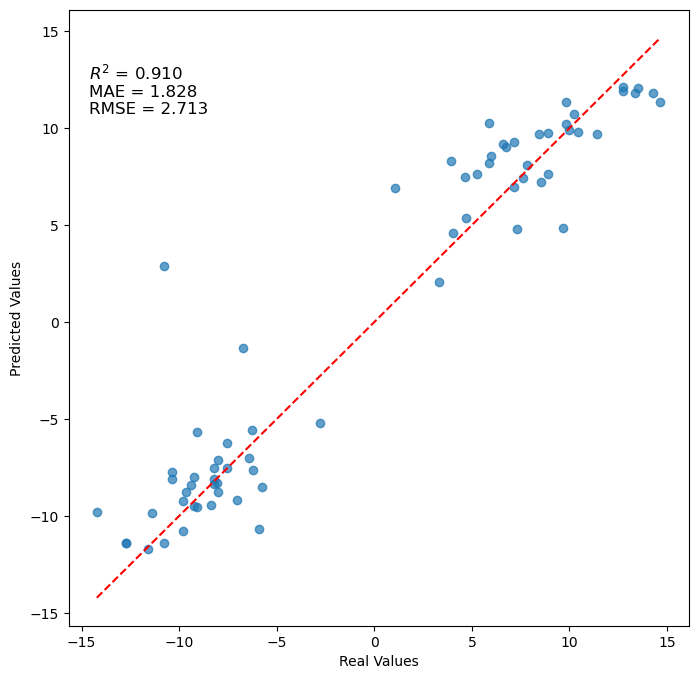 15
10
5
0
−5
−10
−15
R² = 0.910
MAE = 1.828
RMSE = 2.713
Predicted Values
−15 −10 −5 0 5 10 15
Real Values